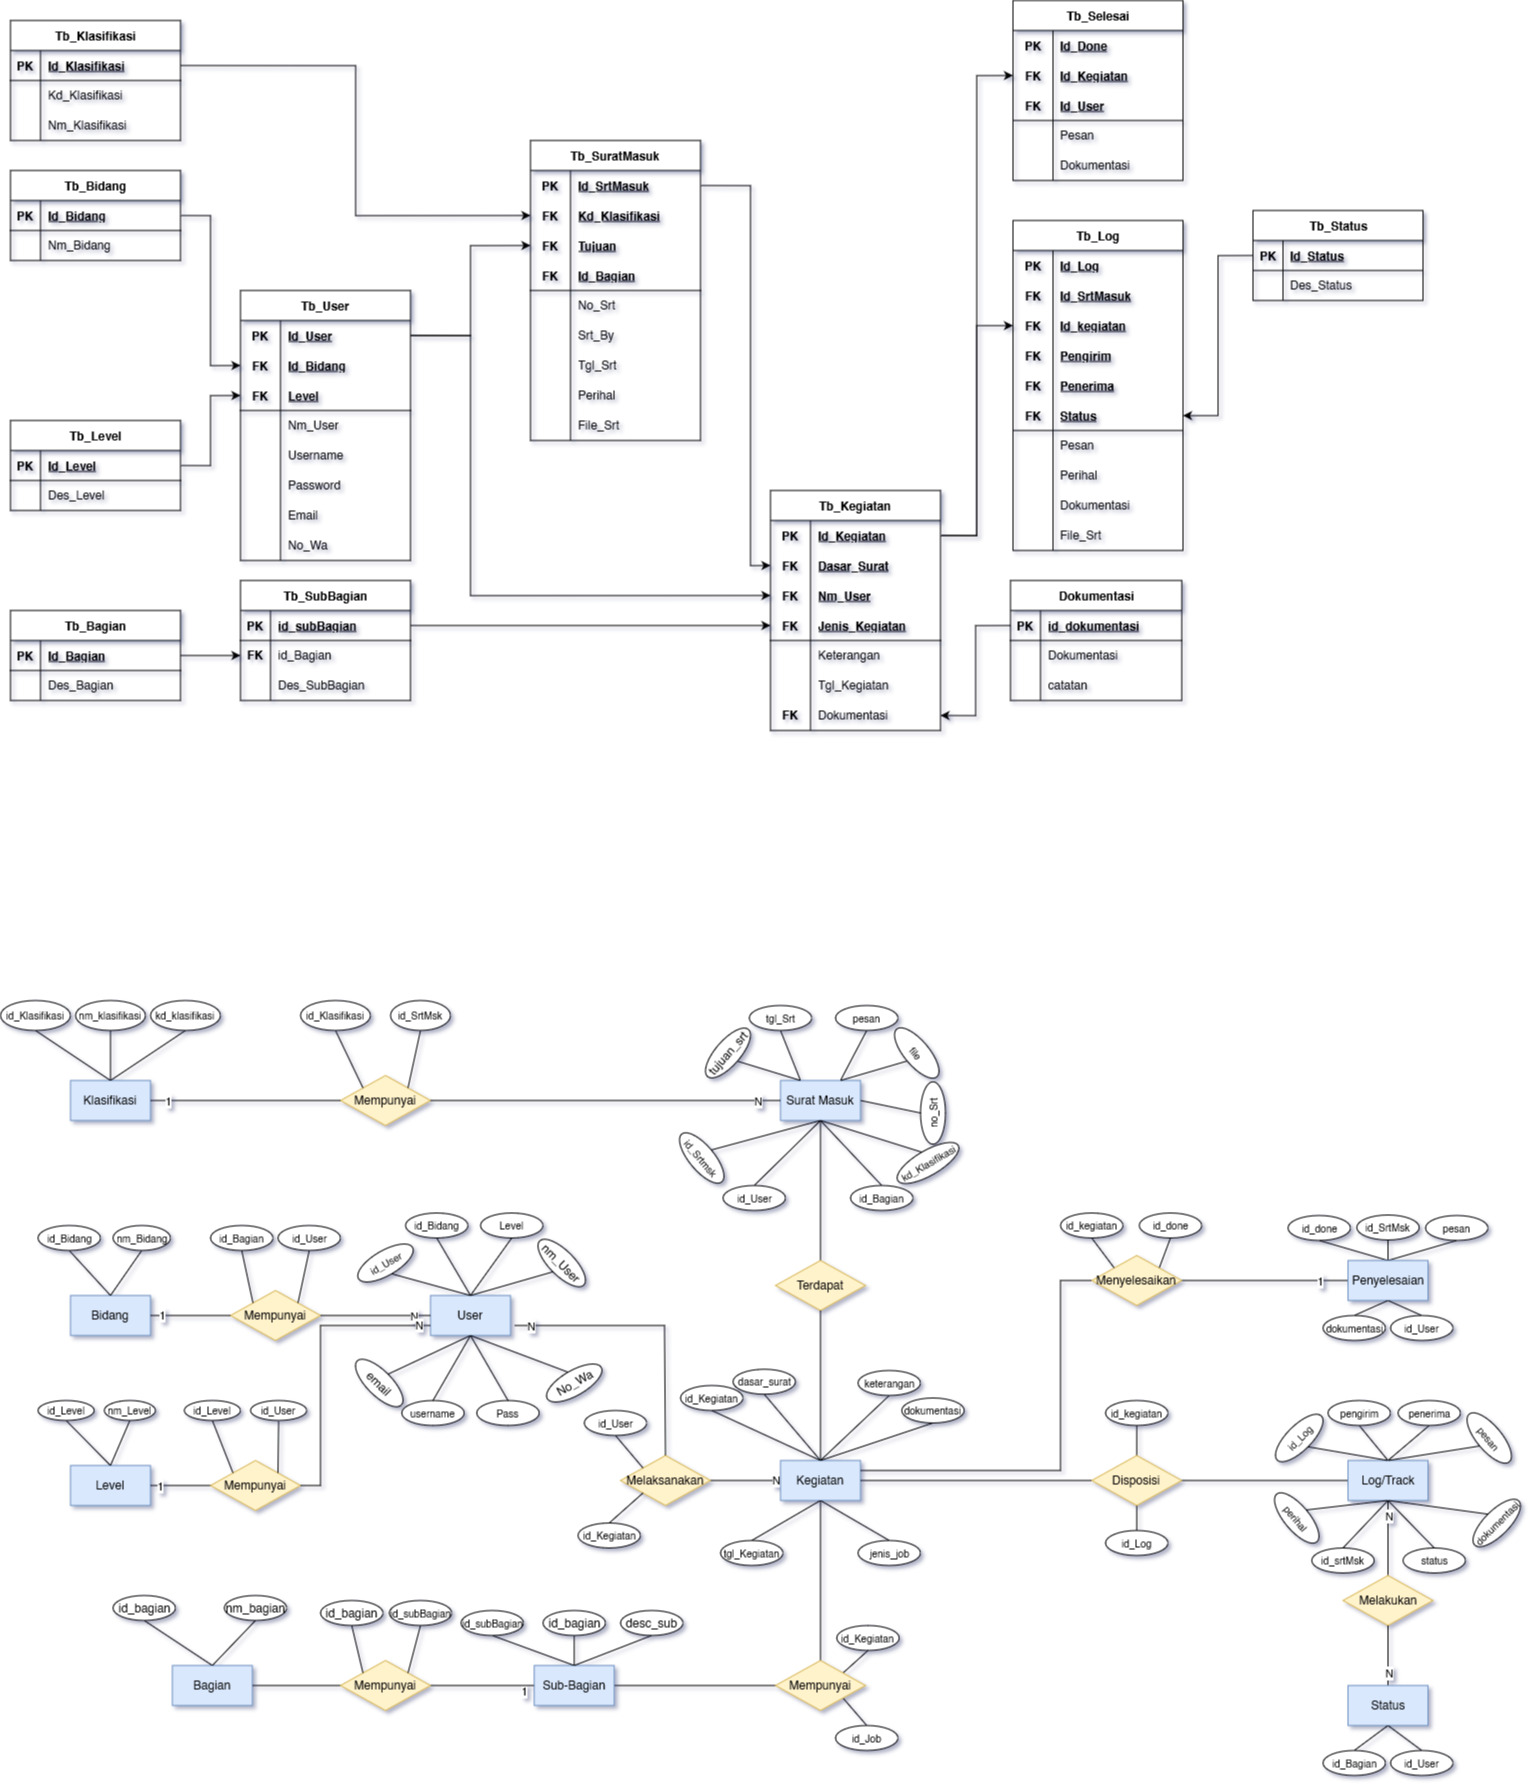 Tb_Klasifikasi
PK Id_Klasifikasi
Kd_Klasifikasi
Nm_Klasifikasi
Tb_Bidang
PK Id_Bidang
Nm_Bidang
Tb_Level
PK Id_Level
Des_Level
Tb_Bagian
PK Id_Bagian
Des_Bagian
Tb_User
PK Id_User
FK Id_Bidang
FK Level
Nm_User
Username
Password
Email
No_Wa
Tb_SubBagian
PK id_subBagian
FK id_Bagian
Des_SubBagian
Tb_SuratMasuk
PK Id_SrtMasuk
FK Kd_Klasifikasi
FK Tujuan
FK Id_Bagian
No_Srt
Srt_By
Tgl_Srt
Perihal
File_Srt
Tb_Kegiatan
PK Id_Kegiatan
FK Dasar_Surat
FK Nm_User
FK Jenis_Kegiatan
Keterangan
Tgl_Kegiatan
FK Dokumentasi
Tb_Selesai
PK Id_Done
FK Id_Kegiatan
FK Id_User
Pesan
Dokumentasi
Tb_Log
PK Id_Log
FK Id_SrtMasuk
FK Id_kegiatan
FK Pengirim
FK Penerima
FK Status
Pesan
Perihal
Dokumentasi
File_Srt
Dokumentasi
PK id_dokumentasi
Dokumentasi
catatan
Tb_Status
PK Id_Status
Des_Status
id_Klasifikasi nm_klasifikasi kd_klasifikasi
id_Klasifikasi id_SrtMsk
Klasifikasi 1 Mempunyai N Surat Masuk
tujuan_srt tgl_Srt pesan file
no_Srt
id_Srtmsk id_User id_Bagian kd_Klasifikasi
id_Bidang nm_Bidang
id_Bagian id_User
Bidang 1 Mempunyai N User N
id_User id_Bidang Level nm_User
email username Pass No_Wa
Terdapat
id_Level nm_Level
id_Level id_User
Level 1 Mempunyai N
id_User
Melaksanakan N Kegiatan
id_Kegiatan
id_Kegiatan dasar_surat keterangan dokumentasi
tgl_Kegiatan jenis_job
id_kegiatan id_done
Menyelesaikan 1 Penyelesaian
id_done id_SrtMsk pesan
dokumentasi id_User
id_kegiatan
Disposisi
id_Log
id_Log pengirim penerima pesan
Log/Track
perihal id_srtMsk status dokumentasi
N
Melakukan
N
Status
id_Bagian id_User
id_bagian nm_bagian
id_bagian id_subBagian
id_subBagian id_bagian desc_sub
Bagian Mempunyai 1 Sub-Bagian
id_Kegiatan
Mempunyai
id_Job